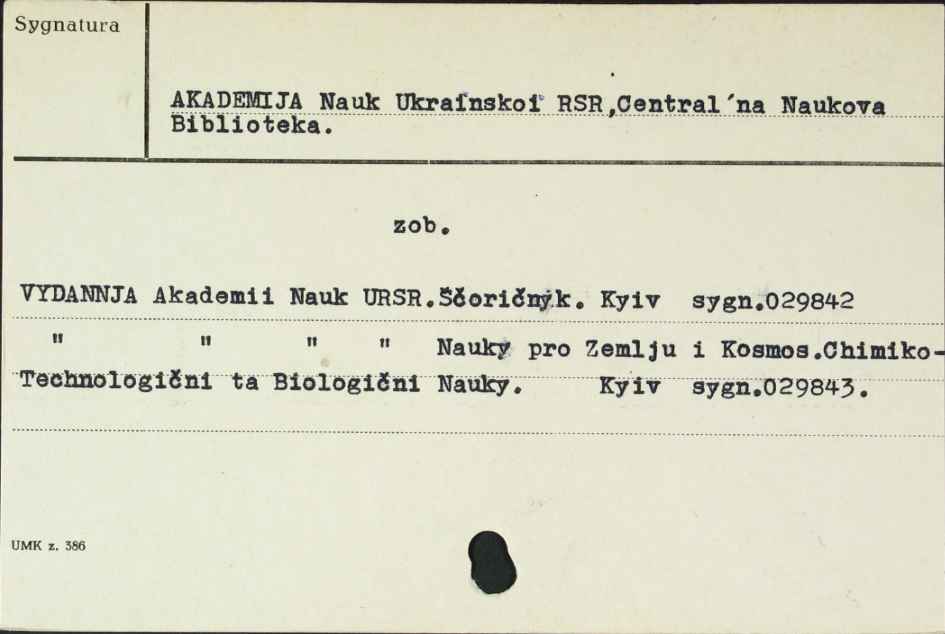 Sygnatura
AKADEMIJA Nauk Ukraïnskoï RSR,Central´na Naukova
Biblioteka.
zob.
VYDANNJA Akademii Nauk URSR.Ščoričnyk. Kyiv sygn.029842
" " " " Nauky pro Zemlju i Kosmos.Chimiko-
Technologični ta Biologični Nauky. Kyiv sygn.029843.
UMK z. 386